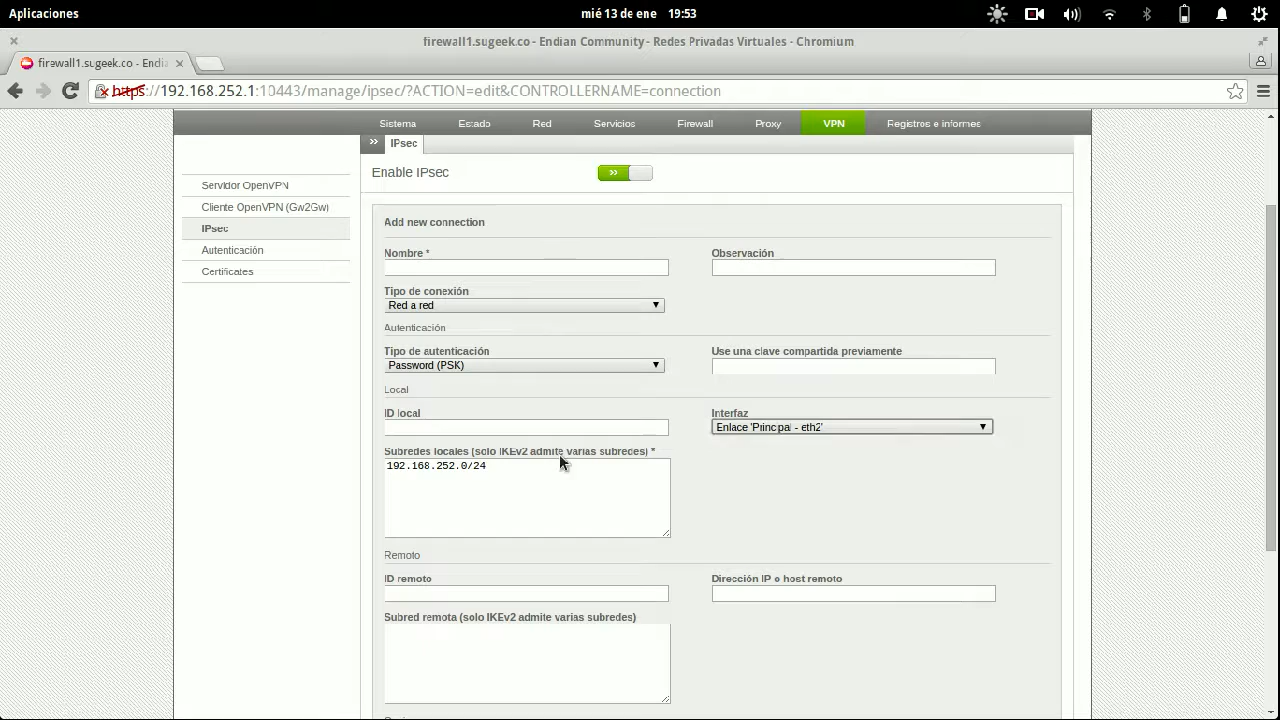 Aplicaciones
mié 13 de ene 19:53
firewall1.sugeek.co - Endian Community - Redes Privadas Virtuales - Chromium
firewall1.sugeek.co - Endia
https://192.168.252.1:10443/manage/ipsec/?ACTION=edit&CONTROLLERNAME=connection
Sistema Estado Red Servicios Firewall Proxy VPN Registros e informes
>> IPsec
Servidor OpenVPN
Cliente OpenVPN (Gw2Gw)
IPsec
Autenticación
Certificates
Enable IPsec
Add new connection
Nombre * Observación
Tipo de conexión
Red a red
Autenticación
Tipo de autenticación Use una clave compartida previamente
Password (PSK)
Local
ID local Interfaz
Enlace 'Principal - eth2'
Subredes locales (solo IKEv2 admite varias subredes) *
192.168.252.0/24
Remoto
ID remoto Dirección IP o host remoto
Subred remota (solo IKEv2 admite varias subredes)